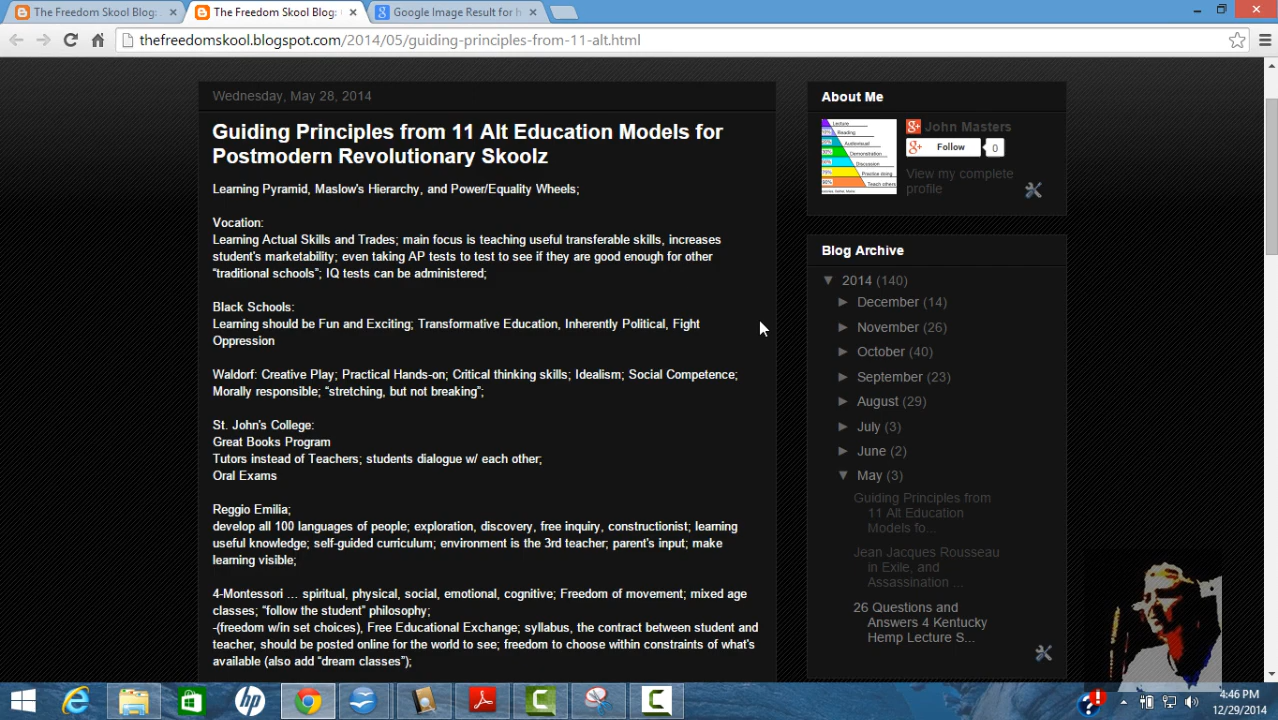 The Freedom Skool Blog:
The Freedom Skool Blog:
Google Image Result for h
thefreedomskool.blogspot.com/2014/05/guiding-principles-from-11-alt.html
Wednesday, May 28, 2014
Guiding Principles from 11 Alt Education Models for
Postmodern Revolutionary Skoolz
Learning Pyramid, Maslow's Hierarchy, and Power/Equality Wheels;
Vocation:
Learning Actual Skills and Trades; main focus is teaching useful transferable skills, increases
student's marketability; even taking AP tests to test to see if they are good enough for other
“traditional schools”; IQ tests can be administered;
Black Schools:
Learning should be Fun and Exciting; Transformative Education, Inherently Political, Fight
Oppression
Waldorf: Creative Play; Practical Hands-on; Critical thinking skills; Idealism; Social Competence;
Morally responsible; “stretching, but not breaking”;
St. John's College:
Great Books Program
Tutors instead of Teachers; students dialogue w/ each other;
Oral Exams
Reggio Emilia;
develop all 100 languages of people; exploration, discovery, free inquiry, constructionist; learning
useful knowledge; self-guided curriculum; environment is the 3rd teacher; parent's input; make
learning visible;
4-Montessori ... spiritual, physical, social, emotional, cognitive; Freedom of movement; mixed age
classes; “follow the student” philosophy;
-(freedom w/in set choices), Free Educational Exchange; syllabus, the contract between student and
teacher, should be posted online for the world to see; freedom to choose within constraints of what's
available (also add “dream classes”);
About Me
Lecture
Reading
Audiovisual
Demonstration
Discussion
Practice doing
Teach others
John Masters
Follow
0
View my complete
profile
Blog Archive
▼ 2014 (140)
► December (14)
► November (26)
► October (40)
► September (23)
► August (29)
► July (3)
► June (2)
▼ May (3)
Guiding Principles from
11 Alt Education
Models fo...
Jean Jacques Rousseau
in Exile, and
Assassination ...
26 Questions and
Answers 4 Kentucky
Hemp Lecture S...
4:46 PM
12/29/2014